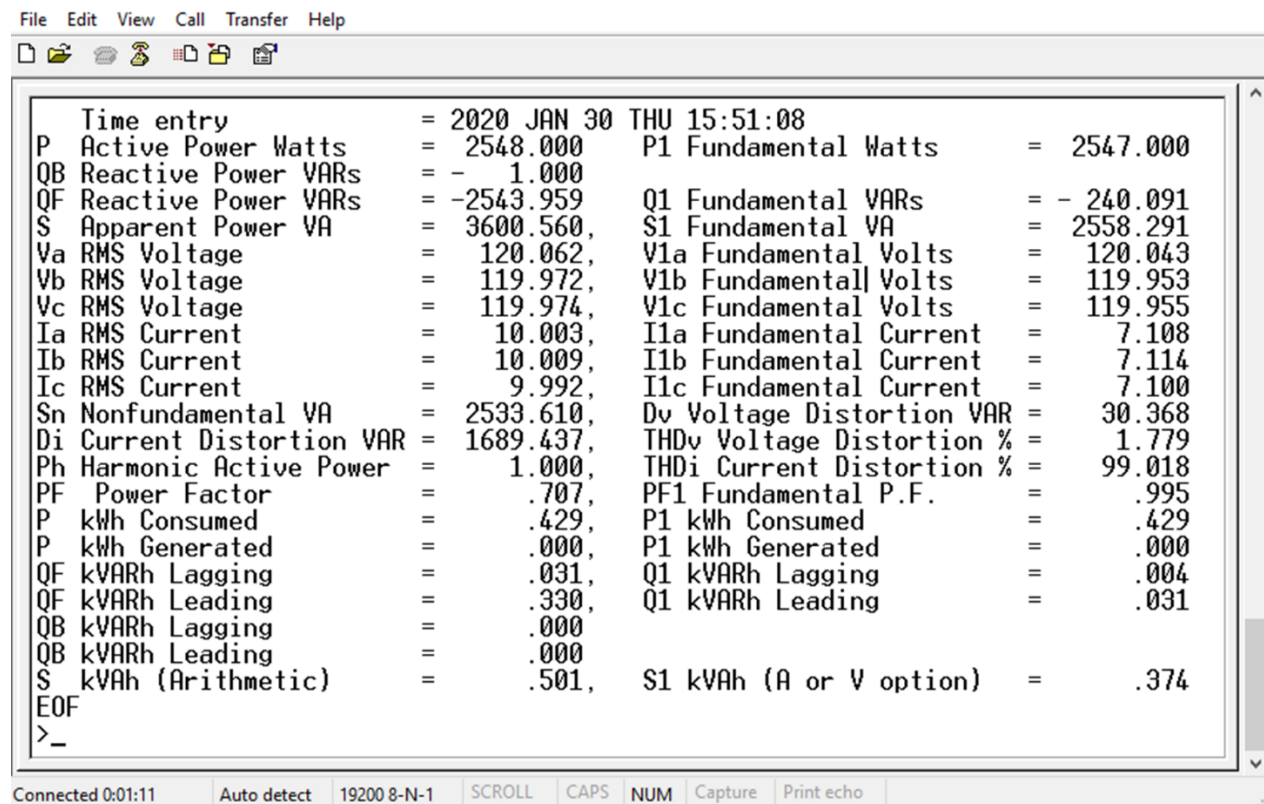 File Edit View Call Transfer Help
Time entry = 2020 JAN 30 THU 15:51:08
P Active Power Watts = 2548.000 P1 Fundamental Watts = 2547.000
QB Reactive Power VARs = - 1.000
QF Reactive Power VARs = -2543.959 Q1 Fundamental VARs = - 240.091
S Apparent Power VA = 3600.560, S1 Fundamental VA = 2558.291
Va RMS Voltage = 120.062, V1a Fundamental Volts = 120.043
Vb RMS Voltage = 119.972, V1b Fundamental Volts = 119.953
Vc RMS Voltage = 119.974, V1c Fundamental Volts = 119.955
Ia RMS Current = 10.003, I1a Fundamental Current = 7.108
Ib RMS Current = 10.009, I1b Fundamental Current = 7.114
Ic RMS Current = 9.992, I1c Fundamental Current = 7.100
Sn Nonfundamental VA = 2533.610, Dv Voltage Distortion VAR = 30.368
Di Current Distortion VAR = 1689.437, THDv Voltage Distortion % = 1.779
Ph Harmonic Active Power = 1.000, THDi Current Distortion % = 99.018
PF Power Factor = .707, PF1 Fundamental P.F. = .995
P kWh Consumed = .429, P1 kWh Consumed = .429
P kWh Generated = .000, P1 kWh Generated = .000
QF kVARh Lagging = .031, Q1 kVARh Lagging = .004
QF kVARh Leading = .330, Q1 kVARh Leading = .031
QB kVARh Lagging = .000
QB kVARh Leading = .000
S kVAh (Arithmetic) = .501, S1 kVAh (A or V option) = .374
EOF
>_
Connected 0:01:11 Auto detect 19200 8-N-1 SCROLL CAPS NUM Capture Print echo